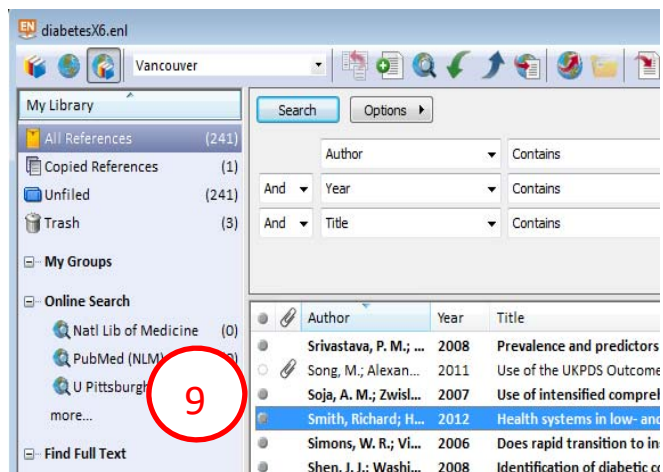 EN diabetesX6.enl
Vancouver
My Library
All References (241)
Copied References (1)
Unfiled (241)
Trash (3)
My Groups
Online Search
Natl Lib of Medicine (0)
PubMed (NLM)
U Pittsburgh
more...
Find Full Text
9
Search Options
Author Contains
And Year Contains
And Title Contains
Author Year Title
Srivastava, P. M.; ... 2008 Prevalence and predictors
Song, M.; Alexan... 2011 Use of the UKPDS Outcome
Soja, A. M.; Zwisl... 2007 Use of intensified compreh
Smith, Richard; H... 2012 Health systems in low- and
Simons, W. R.; Vi... 2006 Does rapid transition to ins
Shen, J. J.; Washi... 2008 Identification of diabetic co